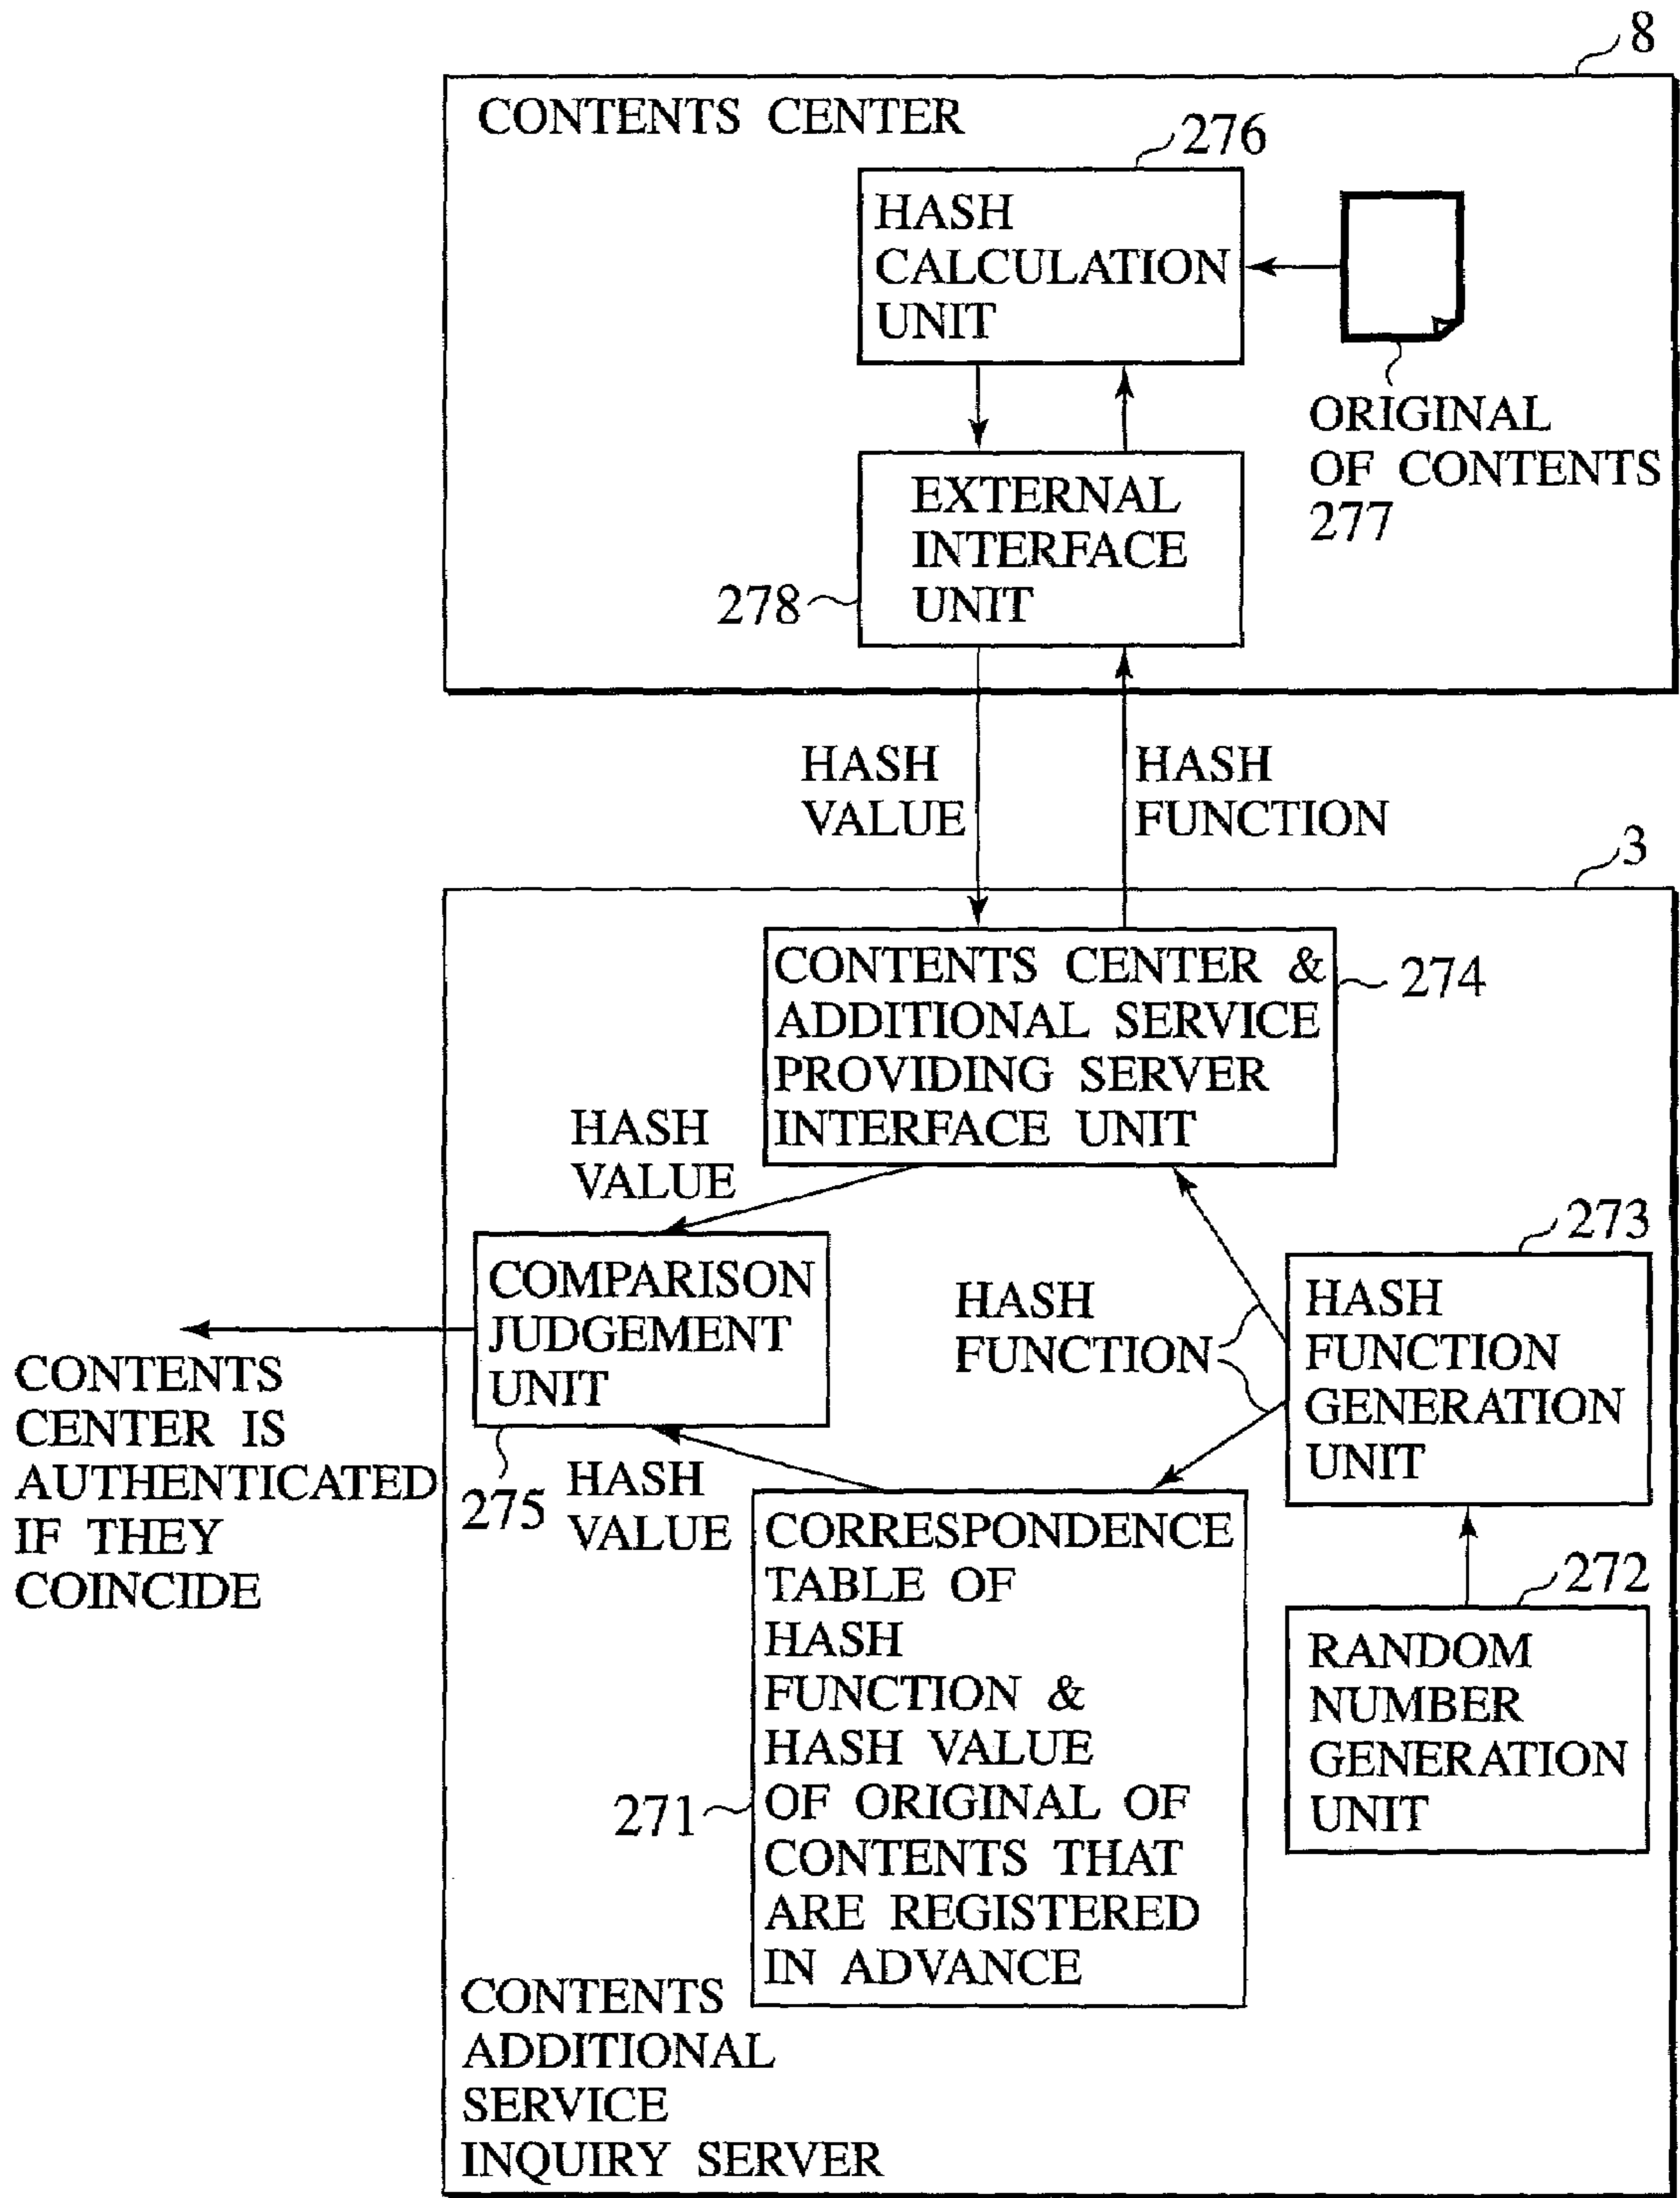 8
CONTENTS CENTER
276
HASH
CALCULATION
UNIT
ORIGINAL
OF CONTENTS
277
EXTERNAL
INTERFACE
UNIT
278
HASH
VALUE
HASH
FUNCTION
3
CONTENTS CENTER &
ADDITIONAL SERVICE
PROVIDING SERVER
INTERFACE UNIT
274
HASH
VALUE
273
COMPARISON
JUDGEMENT
UNIT
HASH
FUNCTION
HASH
FUNCTION
GENERATION
UNIT
CONTENTS
CENTER IS
AUTHENTICATED
IF THEY
COINCIDE
275
HASH
VALUE
CORRESPONDENCE
TABLE OF
HASH
FUNCTION &
HASH VALUE
OF ORIGINAL OF
CONTENTS THAT
ARE REGISTERED
IN ADVANCE
271
272
RANDOM
NUMBER
GENERATION
UNIT
CONTENTS
ADDITIONAL
SERVICE
INQUIRY SERVER